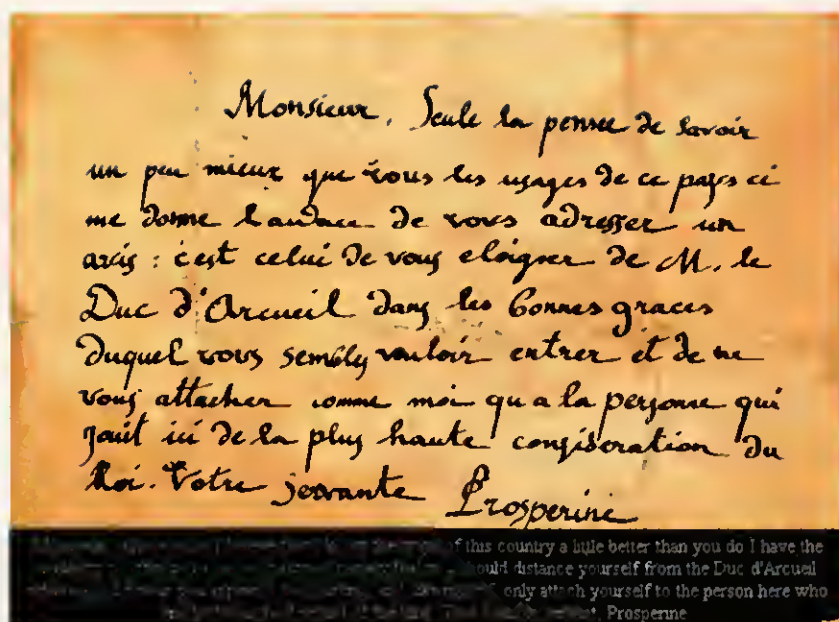 Monsieur, Seule la pensee de savoir
un peu mieux que vous les usages de ce pays ci
me donne l'audace de vous adresser un
avis : c'est celui de vous eloigner de M. le
Duc d'Arcueil dans les bonnes graces
duquel vous sembly vouloir entrer et de ne
vous attacher comme moi qu a la personne qui
jouit ici de la plus haute consideration du
Roi. Votre servante Prosperine
of this country a little better than you do I have the
should distance yourself from the Duc d'Arcueil
only attach yourself to the person here who
Prosperine